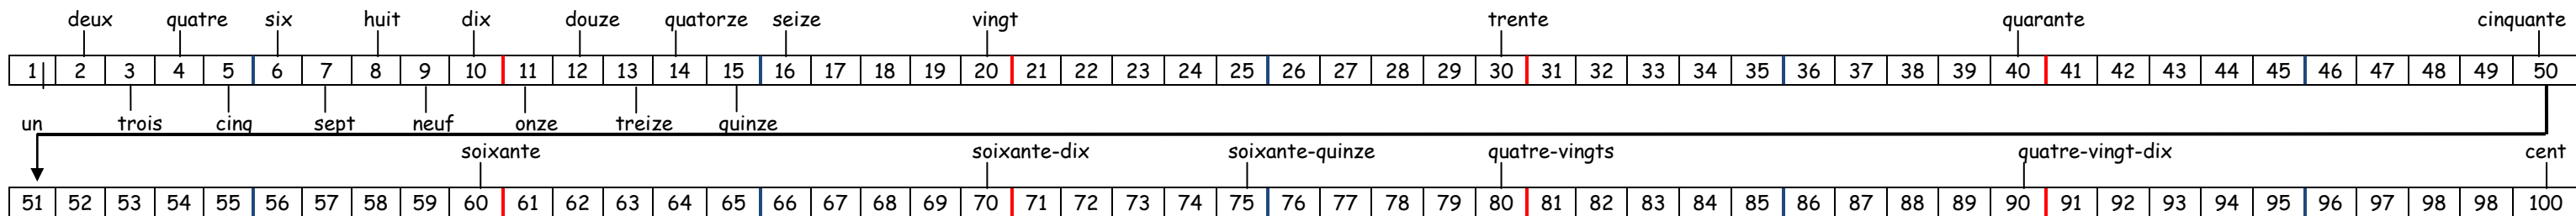 deux quatre six huit dix douze quatorze seize vingt trente quarante cinquante
1 2 3 4 5 6 7 8 9 10 11 12 13 14 15 16 17 18 19 20 21 22 23 24 25 26 27 28 29 30 31 32 33 34 35 36 37 38 39 40 41 42 43 44 45 46 47 48 49 50
un trois cinq sept neuf onze treize quinze
soixante soixante-dix soixante-quinze quatre-vingts quatre-vingt-dix cent
51 52 53 54 55 56 57 58 59 60 61 62 63 64 65 66 67 68 69 70 71 72 73 74 75 76 77 78 79 80 81 82 83 84 85 86 87 88 89 90 91 92 93 94 95 96 97 98 98 100